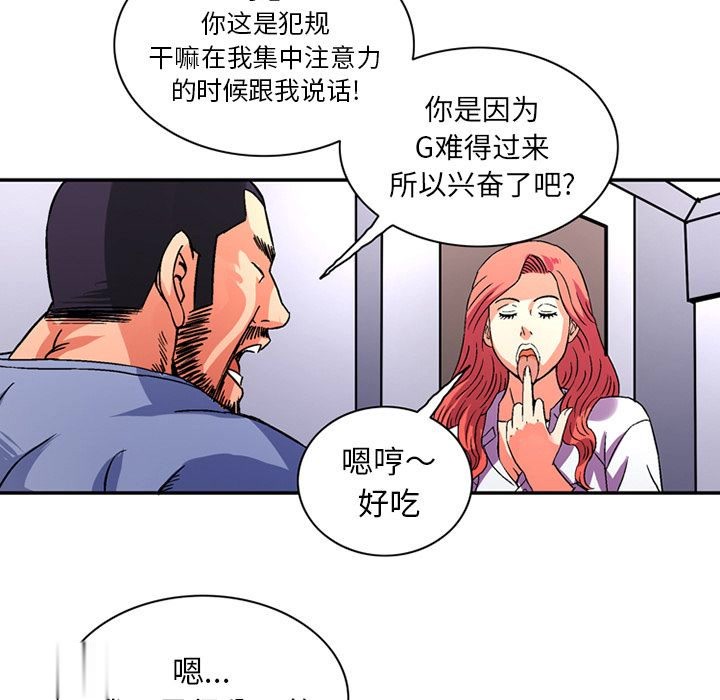 你这是犯规
干嘛在我集中注意力
的时候跟我说话!
你是因为
G难得过来
所以兴奋了吧?
嗯哼～
好吃
嗯...